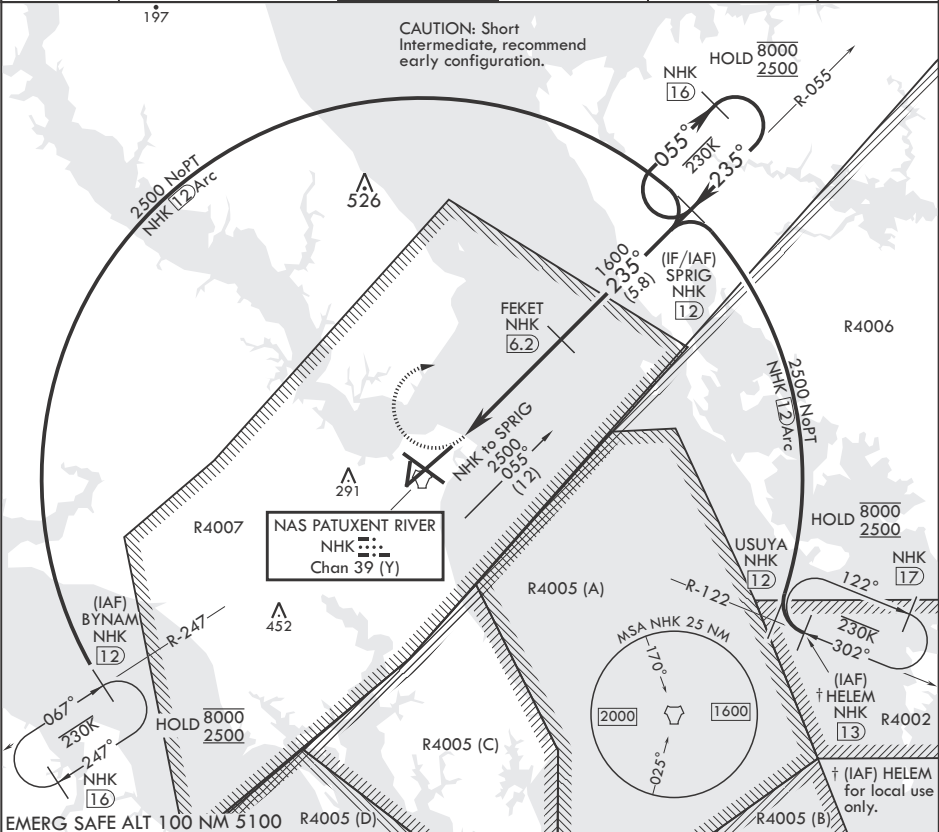 197
CAUTION: Short
Intermediate, recommend
early configuration.
HOLD 8000
2500
NHK
16
R-055
055°
230K
235°
2500 NoPT
NHK 12 Arc
526
1600
235°
(5.8)
(IF/IAF)
SPRIG
NHK
12
FEKET
NHK
6.2
R4006
2500 NoPT
NHK 12 Arc
NHK to SPRIG
2500
055°
(12)
291
R4007
NAS PATUXENT RIVER
NHK
Chan 39 (Y)
HOLD 8000
2500
USUYA
NHK
12
NHK
17
R4005 (A)
R-122
122°
230K
302°
(IAF)
BYNAM
NHK
12
R-247
452
MSA NHK 25 NM
170°
2000
1600
025°
(IAF)
† HELEM
NHK
13
R4002
067°
230K
247°
NHK
16
HOLD 8000
2500
R4005 (C)
† (IAF) HELEM
for local use
only.
EMERG SAFE ALT 100 NM 5100
R4005 (D)
R4005 (B)